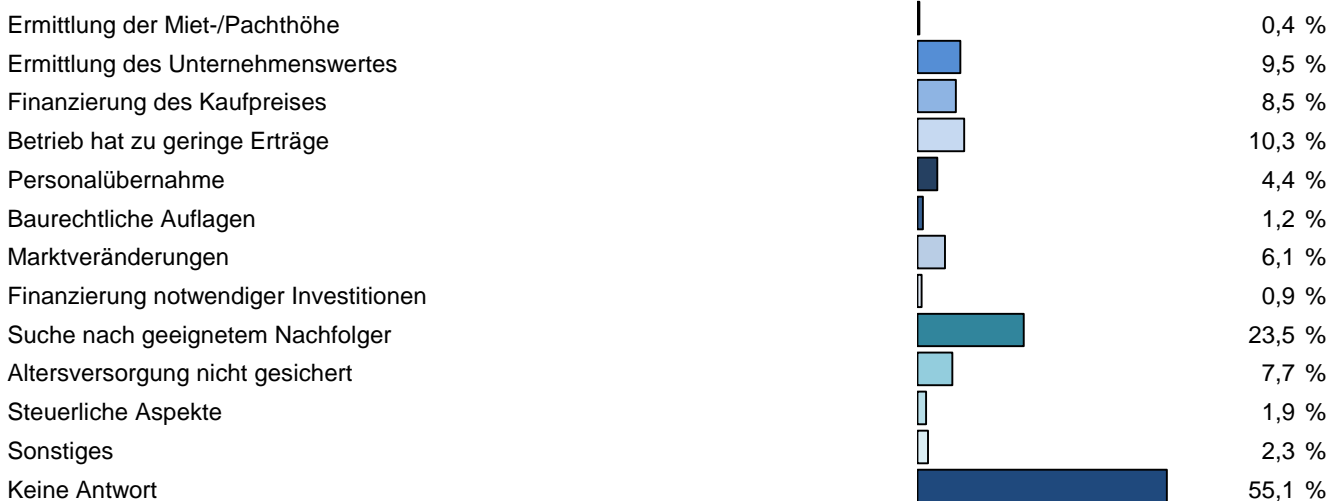 Ermittlung der Miet-/Pachthöhe 0,4 %
Ermittlung des Unternehmenswertes 9,5 %
Finanzierung des Kaufpreises 8,5 %
Betrieb hat zu geringe Erträge 10,3 %
Personalübernahme 4,4 %
Baurechtliche Auflagen 1,2 %
Marktveränderungen 6,1 %
Finanzierung notwendiger Investitionen 0,9 %
Suche nach geeignetem Nachfolger 23,5 %
Altersversorgung nicht gesichert 7,7 %
Steuerliche Aspekte 1,9 %
Sonstiges 2,3 %
Keine Antwort 55,1 %